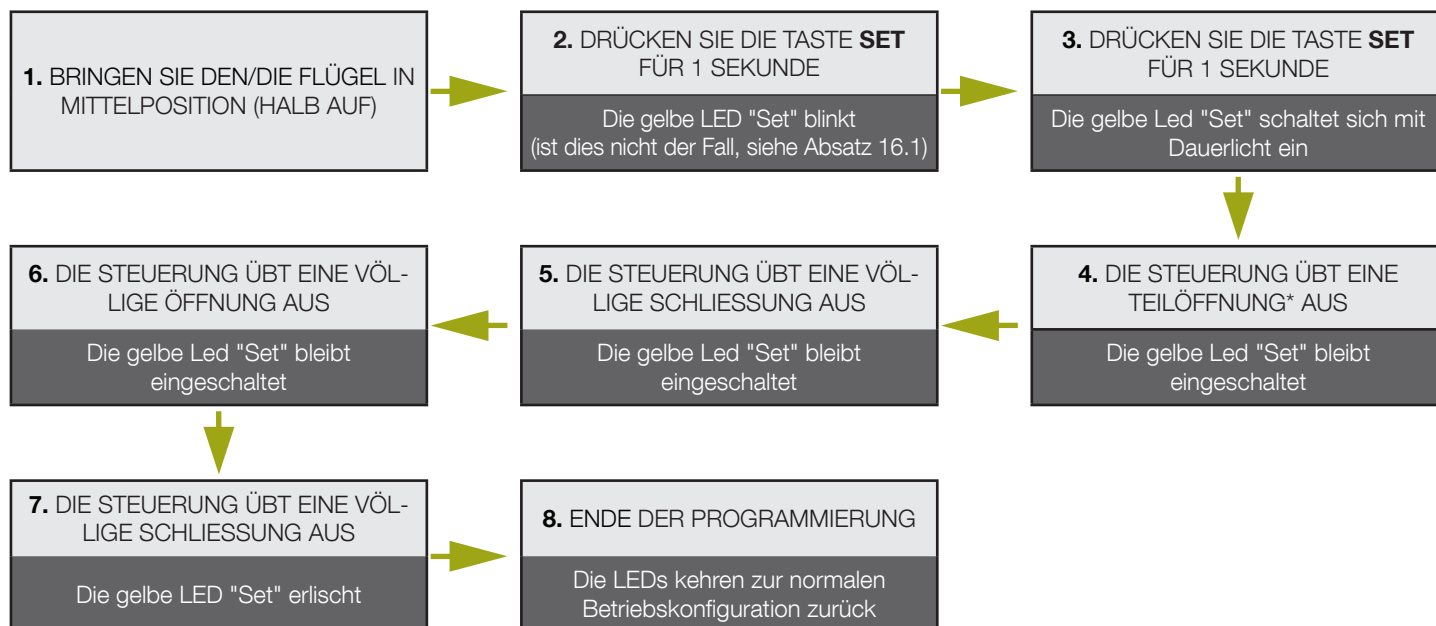 1. BRINGEN SIE DEN/DIE FLÜGEL IN
MITTELPOSITION (HALB AUF)
2. DRÜCKEN SIE DIE TASTE SET
FÜR 1 SEKUNDE
Die gelbe LED "Set" blinkt
(ist dies nicht der Fall, siehe Absatz 16.1)
3. DRÜCKEN SIE DIE TASTE SET
FÜR 1 SEKUNDE
Die gelbe Led "Set" schaltet sich mit
Dauerlicht ein
4. DIE STEUERUNG ÜBT EINE
TEILÖFFNUNG* AUS
Die gelbe Led "Set" bleibt
eingeschaltet
5. DIE STEUERUNG ÜBT EINE VÖL-
LIGE SCHLIESSUNG AUS
Die gelbe Led "Set" bleibt
eingeschaltet
6. DIE STEUERUNG ÜBT EINE VÖL-
LIGE ÖFFNUNG AUS
Die gelbe Led "Set" bleibt
eingeschaltet
7. DIE STEUERUNG ÜBT EINE VÖL-
LIGE SCHLIESSUNG AUS
Die gelbe LED "Set" erlischt
8. ENDE DER PROGRAMMIERUNG
Die LEDs kehren zur normalen
Betriebskonfiguration zurück